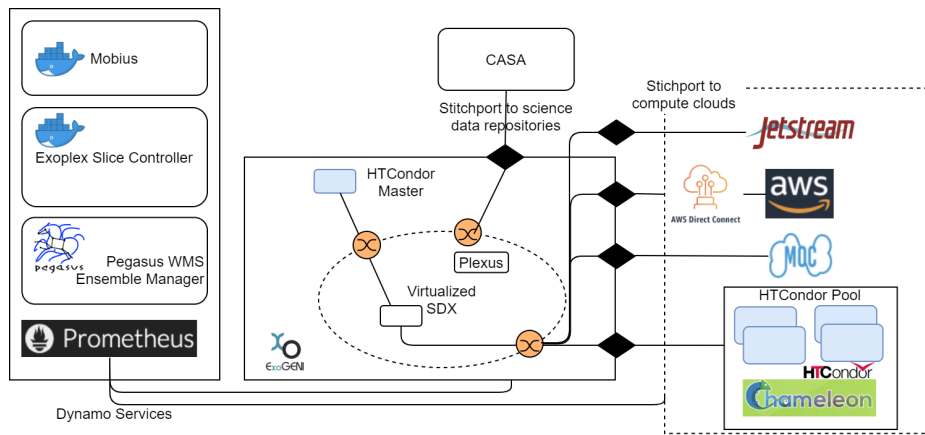 Mobius
Exoplex Slice Controller
Pegasus WMS
Ensemble Manager
pegasus
Prometheus
Dynamo Services
CASA
Stitchport to science
data repositories
HTCondor
Master
Plexus
Virtualized
SDX
ExoGENI
Stichport to
compute clouds
Jetstream
AWS Direct Connect
aws
MOC
HTCondor Pool
HTCondor
Chameleon